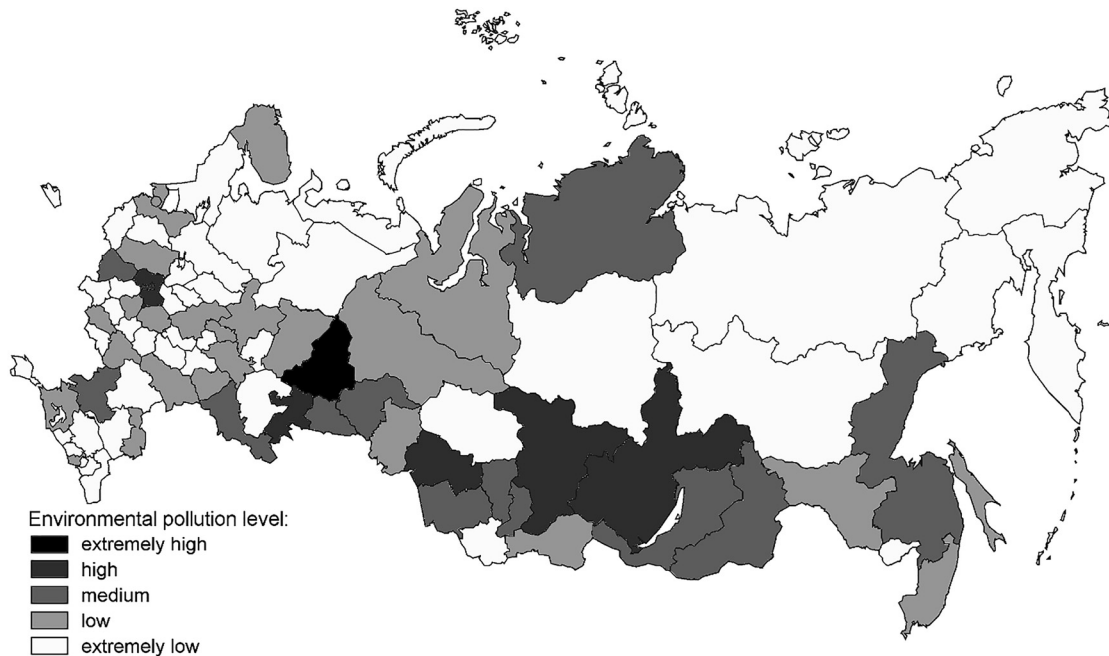 Environmental pollution level:
extremely high
high
medium
low
extremely low